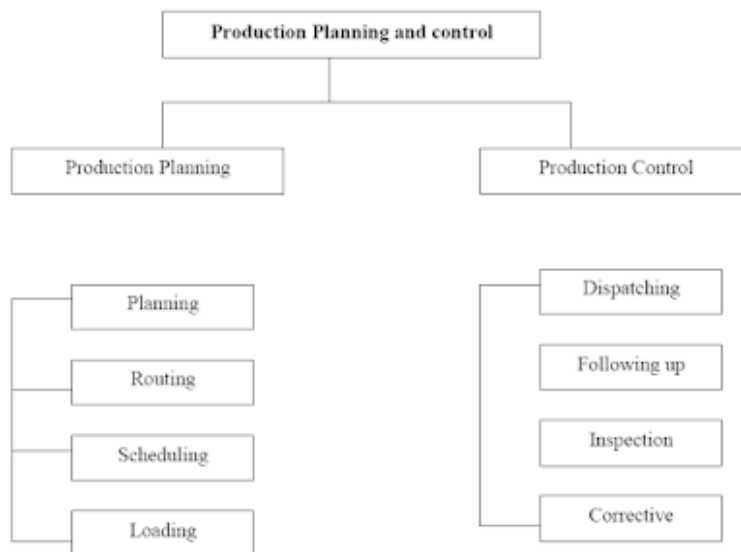 Production Planning and control
Production Planning
Production Control
Planning
Routing
Scheduling
Loading
Dispatching
Following up
Inspection
Corrective